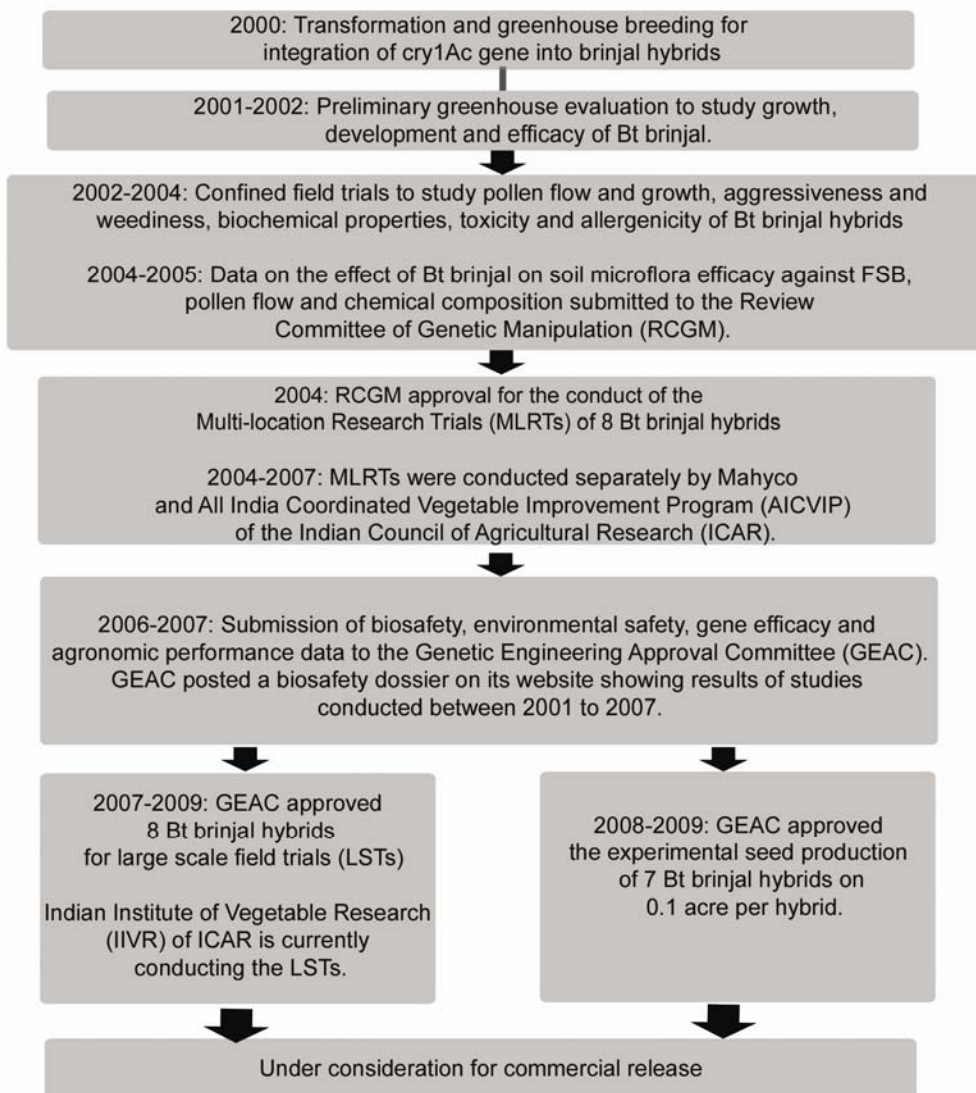 2000: Transformation and greenhouse breeding for
integration of cry1Ac gene into brinjal hybrids
2001-2002: Preliminary greenhouse evaluation to study growth,
development and efficacy of Bt brinjal.
2002-2004: Confined field trials to study pollen flow and growth, aggressiveness and
weediness, biochemical properties, toxicity and allergenicity of Bt brinjal hybrids
2004-2005: Data on the effect of Bt brinjal on soil microflora efficacy against FSB,
pollen flow and chemical composition submitted to the Review
Committee of Genetic Manipulation (RCGM).
2004: RCGM approval for the conduct of the
Multi-location Research Trials (MLRTs) of 8 Bt brinjal hybrids
2004-2007: MLRTs were conducted separately by Mahyco
and All India Coordinated Vegetable Improvement Program (AICVIP)
of the Indian Council of Agricultural Research (ICAR).
2006-2007: Submission of biosafety, environmental safety, gene efficacy and
agronomic performance data to the Genetic Engineering Approval Committee (GEAC).
GEAC posted a biosafety dossier on its website showing results of studies
conducted between 2001 to 2007.
2007-2009: GEAC approved
8 Bt brinjal hybrids
for large scale field trials (LSTs)
Indian Institute of Vegetable Research
(IIVR) of ICAR is currently
conducting the LSTs.
2008-2009: GEAC approved
the experimental seed production
of 7 Bt brinjal hybrids on
0.1 acre per hybrid.
Under consideration for commercial release